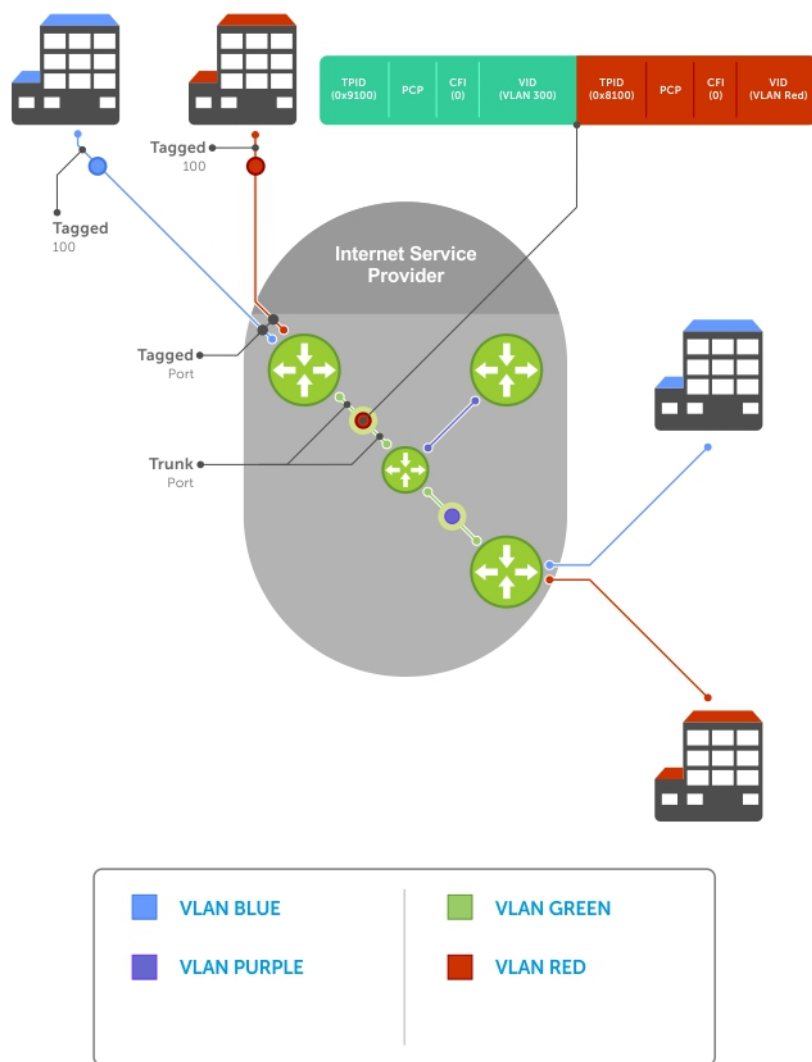 TPID
(0x9100)
PCP
CFI
(0)
VID
(VLAN 300)
TPID
(0x8100)
PCP
CFI
(0)
VID
(VLAN Red)
Tagged
100
Tagged
100
Internet Service
Provider
Tagged
Port
Trunk
Port
VLAN BLUE
VLAN GREEN
VLAN PURPLE
VLAN RED